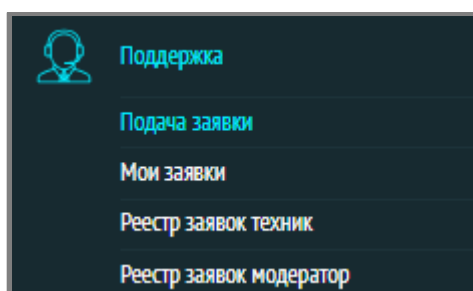 Поддержка
Подача заявки
Мои заявки
Реестр заявок техник
Реестр заявок модератор